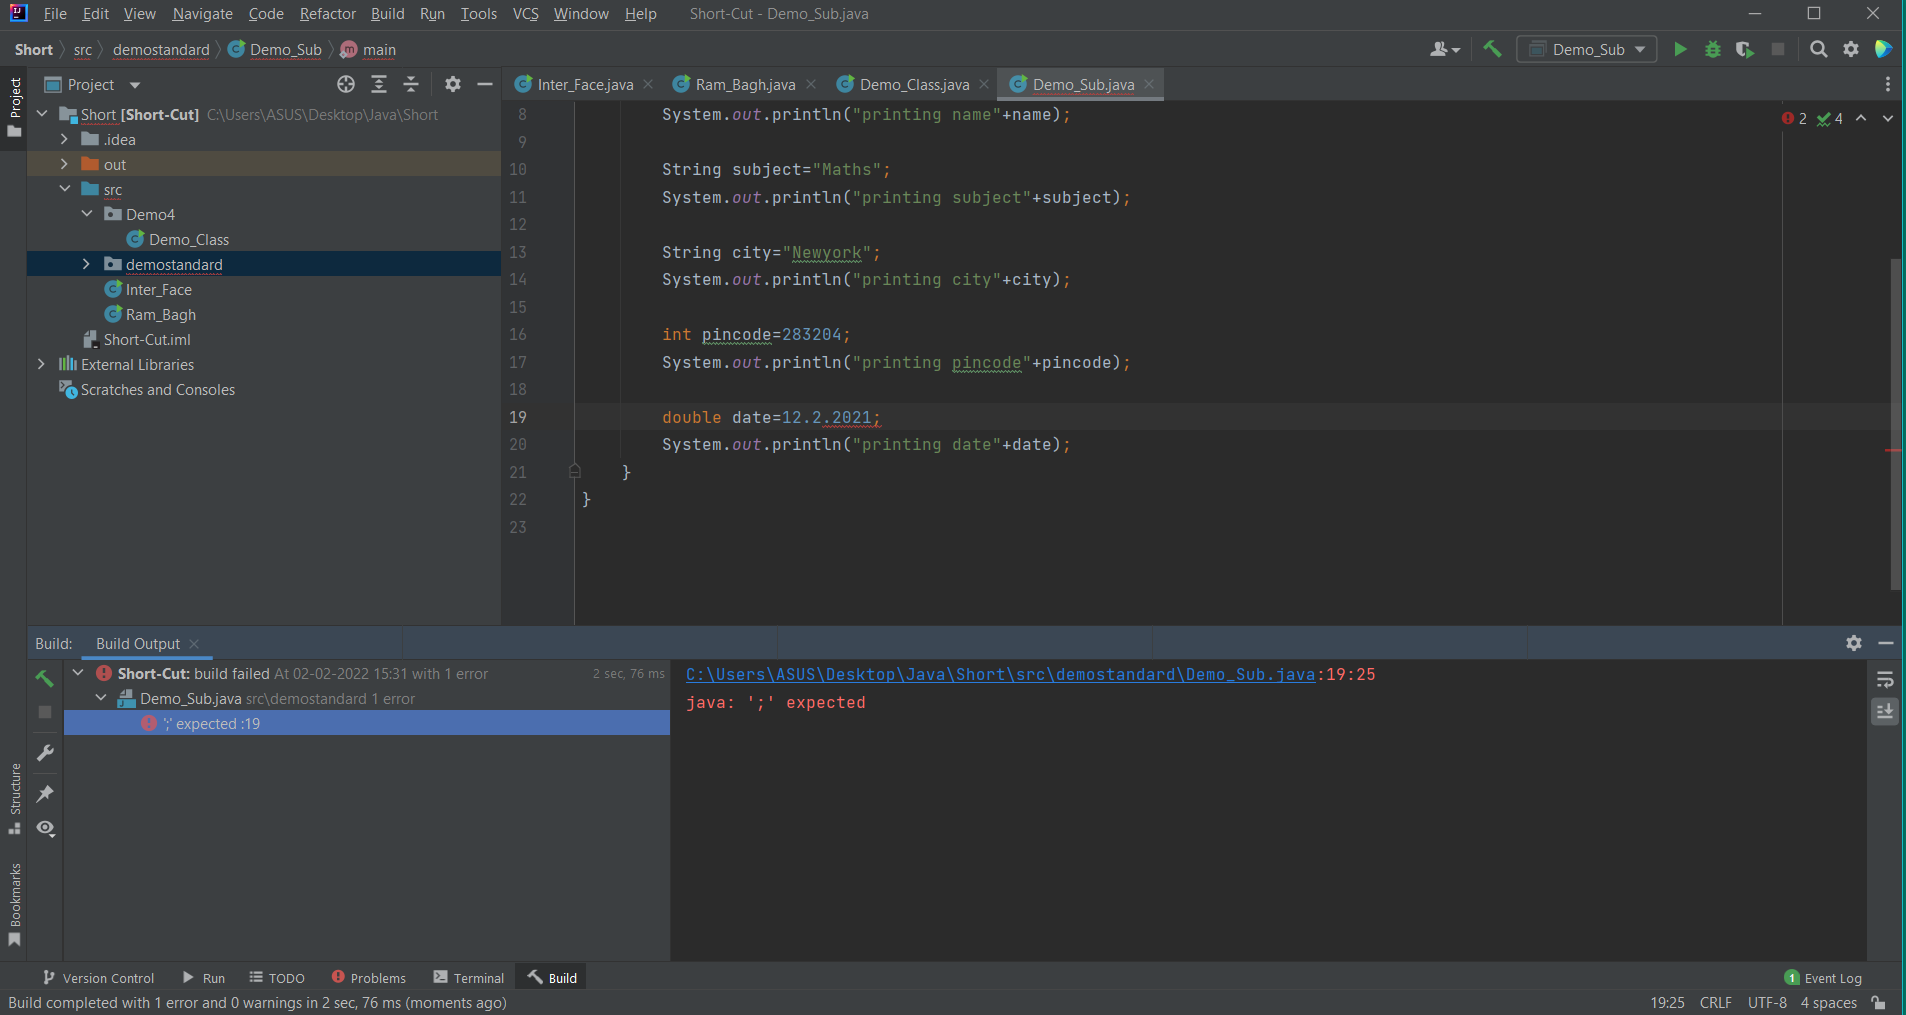 File Edit View Navigate Code Refactor Build Run Tools VCS Window Help Short-Cut - Demo_Sub.java
Short src demostandard Demo_Sub main
Demo_Sub
Project
Project
Inter_Face.java Ram_Bagh.java Demo_Class.java Demo_Sub.java
Short [Short-Cut] C:\Users\ASUS\Desktop\Java\Short
.idea
out
src
Demo4
Demo_Class
demostandard
Inter_Face
Ram_Bagh
Short-Cut.iml
External Libraries
Scratches and Consoles
2 4
8 System.out.println("printing name"+name);
9
10 String subject="Maths";
11 System.out.println("printing subject"+subject);
12
13 String city="Newyork";
14 System.out.println("printing city"+city);
15
16 int pincode=283204;
17 System.out.println("printing pincode"+pincode);
18
19 double date=12.2.2021;
20 System.out.println("printing date"+date);
21 }
22 }
23
Build: Build Output
Short-Cut: build failed At 02-02-2022 15:31 with 1 error 2 sec, 76 ms
Demo_Sub.java src\demostandard 1 error
';' expected :19
C:\Users\ASUS\Desktop\Java\Short\src\demostandard\Demo_Sub.java:19:25
java: ';' expected
Structure
Bookmarks
Version Control Run TODO Problems Terminal Build 1 Event Log
Build completed with 1 error and 0 warnings in 2 sec, 76 ms (moments ago) 19:25 CRLF UTF-8 4 spaces